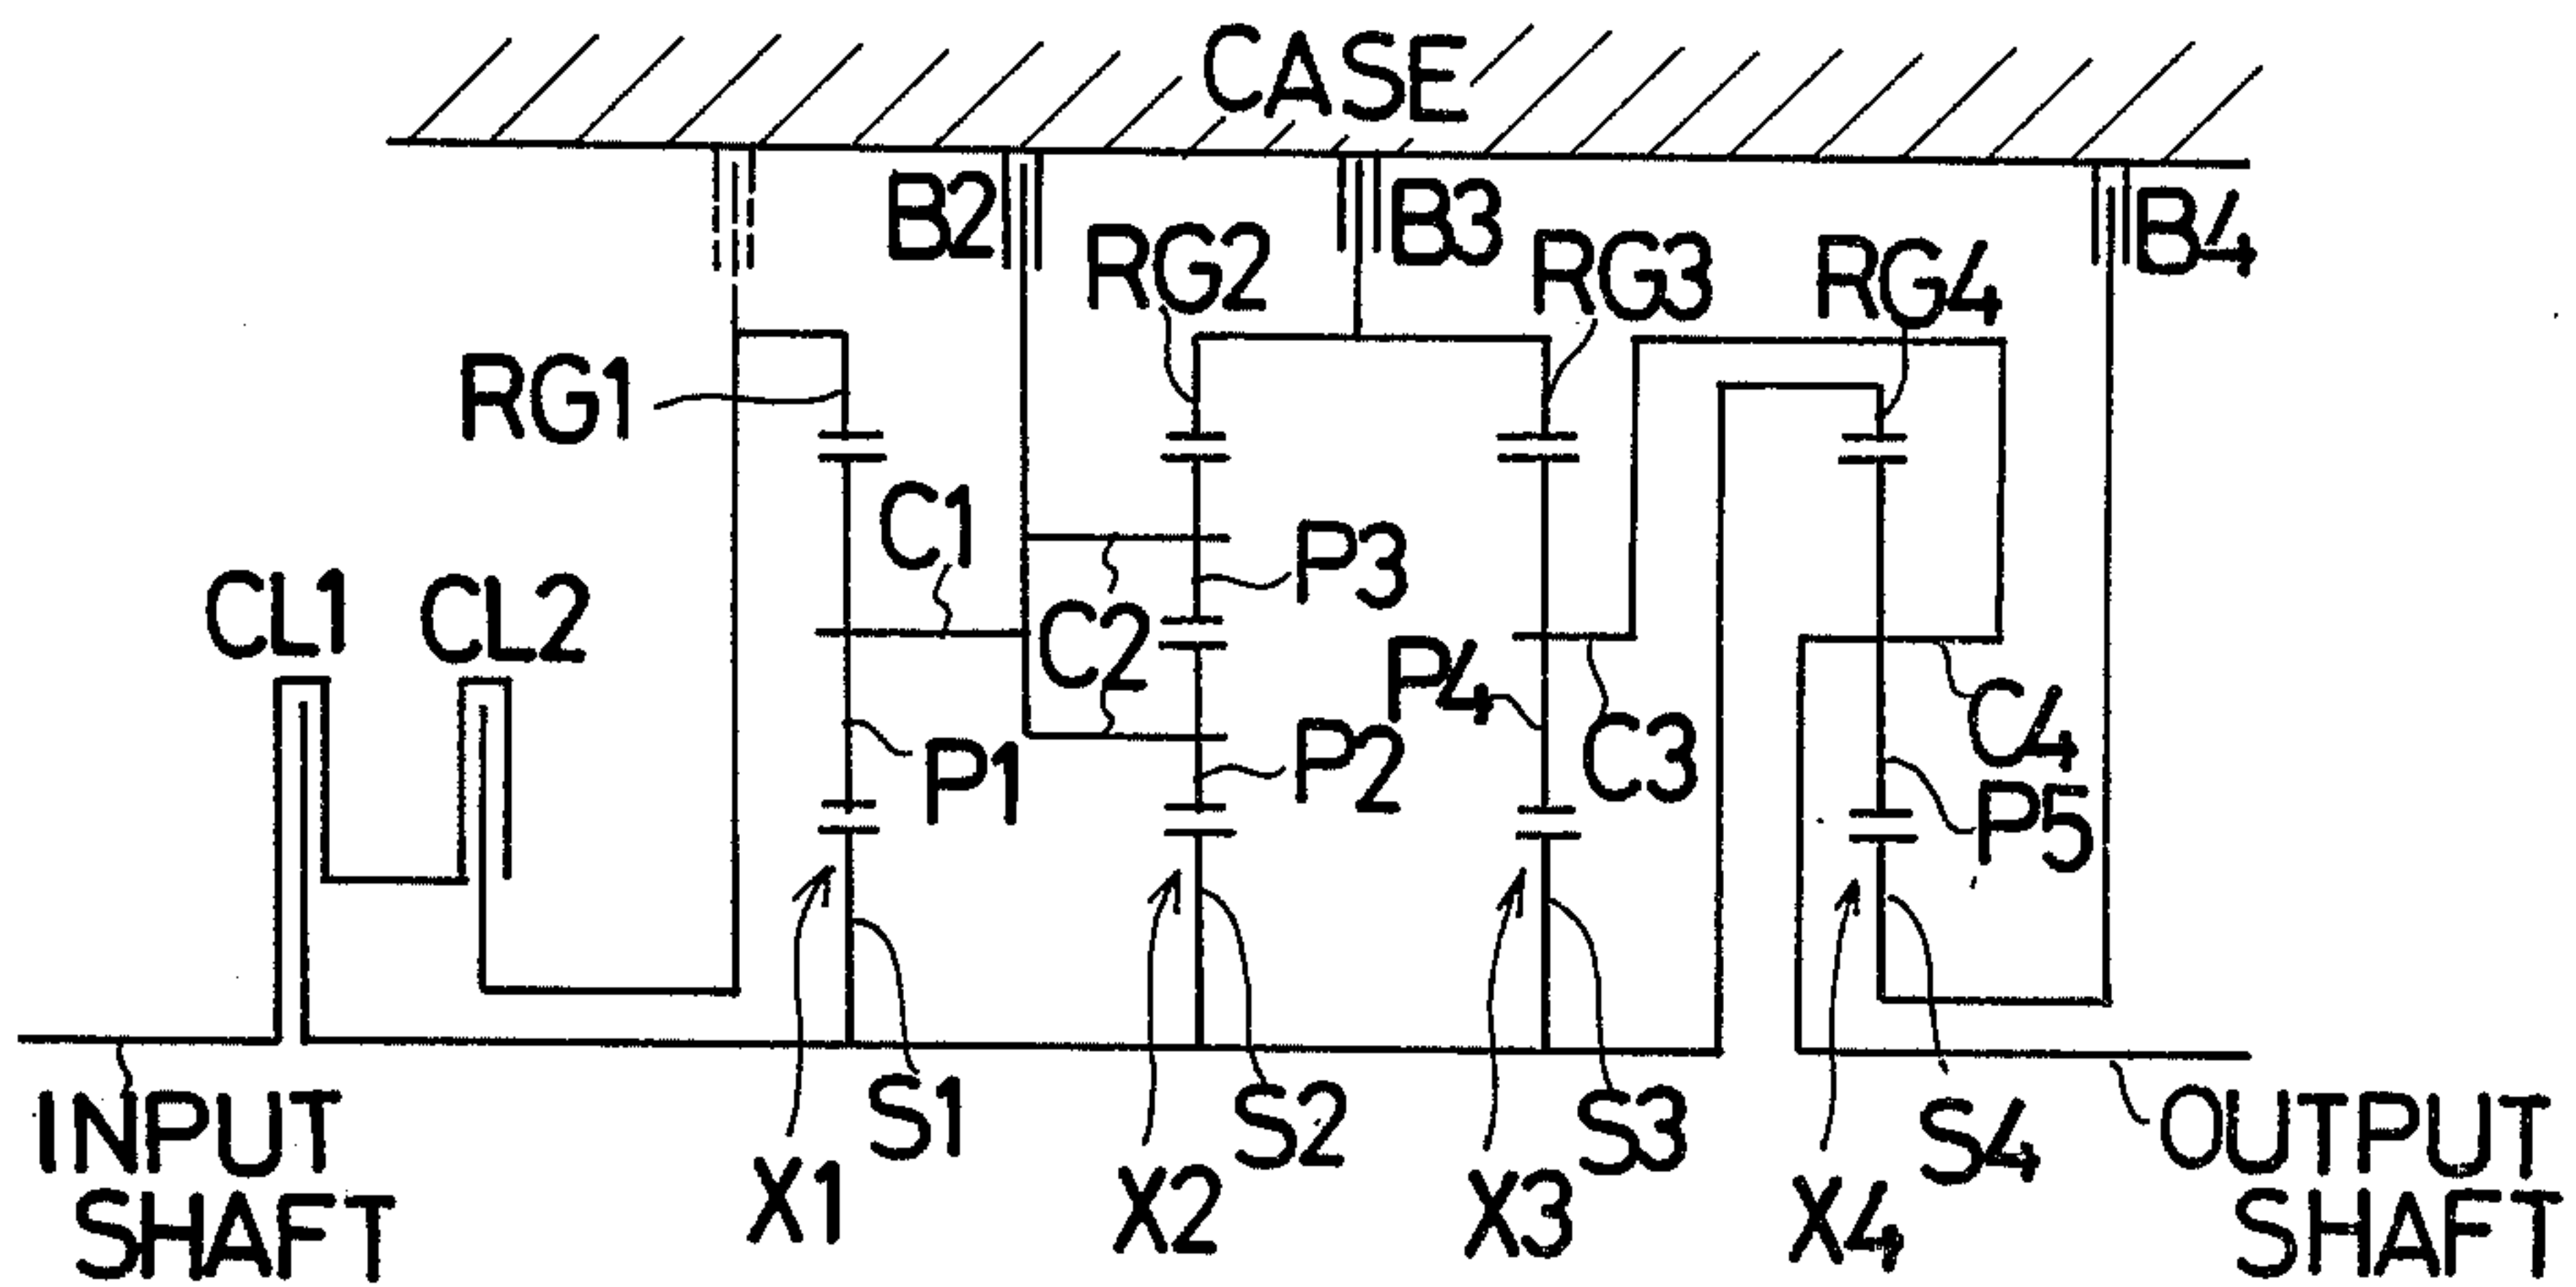 CASE
B2
B3
B4
RG2
RG3
RG4
RG1
C1
P3
CL1
CL2
C2
P4
C3
C4
P1
P2
P5
S1
S2
S3
S4
INPUT
SHAFT
X1
X2
X3
X4
OUTPUT
SHAFT